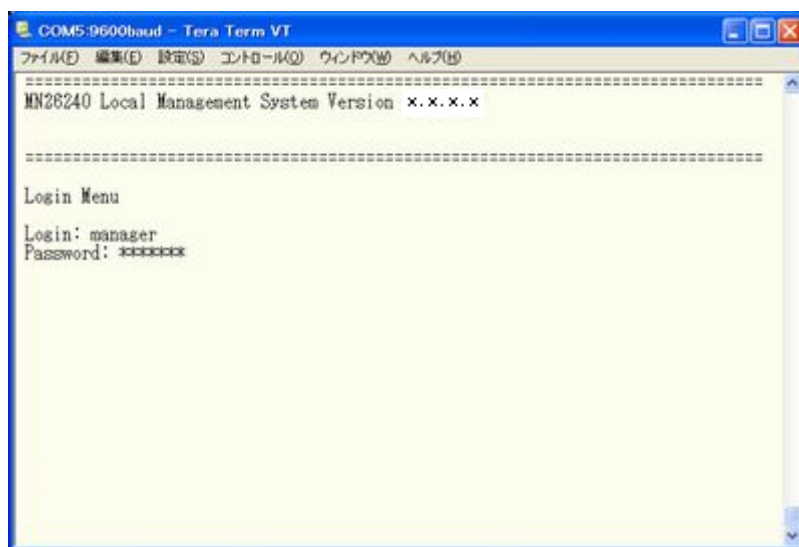 COM5:9600baud - Tera Term VT
ファイル(F) 編集(E) 設定(S) コントロール(O) ウィンドウ(W) ヘルプ(H)
==============================================================================
MN26240 Local Management System Version x.x.x.x
==============================================================================
Login Menu
Login: manager
Password: *******